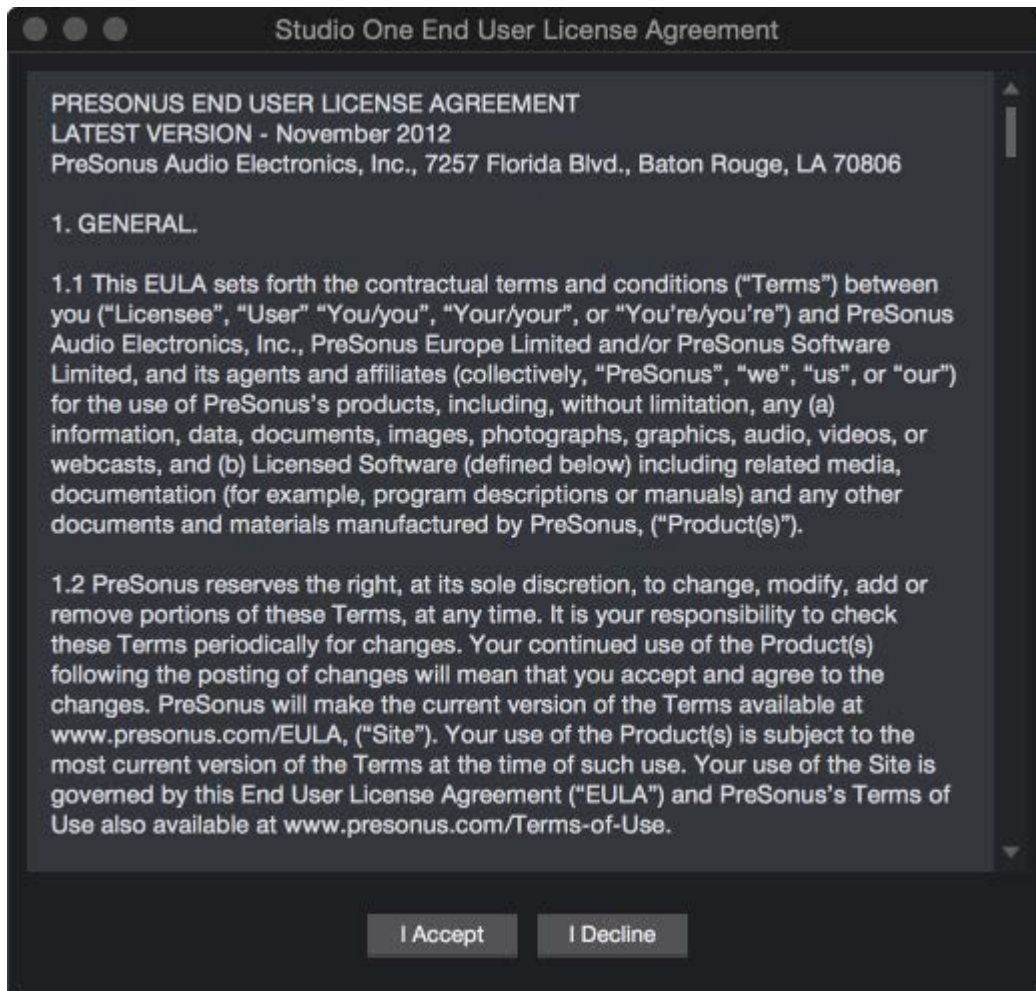 Studio One End User License Agreement
PRESONUS END USER LICENSE AGREEMENT
LATEST VERSION - November 2012
PreSonus Audio Electronics, Inc., 7257 Florida Blvd., Baton Rouge, LA 70806
1. GENERAL.
1.1 This EULA sets forth the contractual terms and conditions (“Terms”) between
you (“Licensee”, “User” “You/you”, “Your/your”, or “You’re/you’re”) and PreSonus
Audio Electronics, Inc., PreSonus Europe Limited and/or PreSonus Software
Limited, and its agents and affiliates (collectively, “PreSonus”, “we”, “us”, or “our”)
for the use of PreSonus’s products, including, without limitation, any (a)
information, data, documents, images, photographs, graphics, audio, videos, or
webcasts, and (b) Licensed Software (defined below) including related media,
documentation (for example, program descriptions or manuals) and any other
documents and materials manufactured by PreSonus, (“Product(s)”).
1.2 PreSonus reserves the right, at its sole discretion, to change, modify, add or
remove portions of these Terms, at any time. It is your responsibility to check
these Terms periodically for changes. Your continued use of the Product(s)
following the posting of changes will mean that you accept and agree to the
changes. PreSonus will make the current version of the Terms available at
www.presonus.com/EULA, (“Site”). Your use of the Product(s) is subject to the
most current version of the Terms at the time of such use. Your use of the Site is
governed by this End User License Agreement (“EULA”) and PreSonus’s Terms of
Use also available at www.presonus.com/Terms-of-Use.
I Accept
I Decline